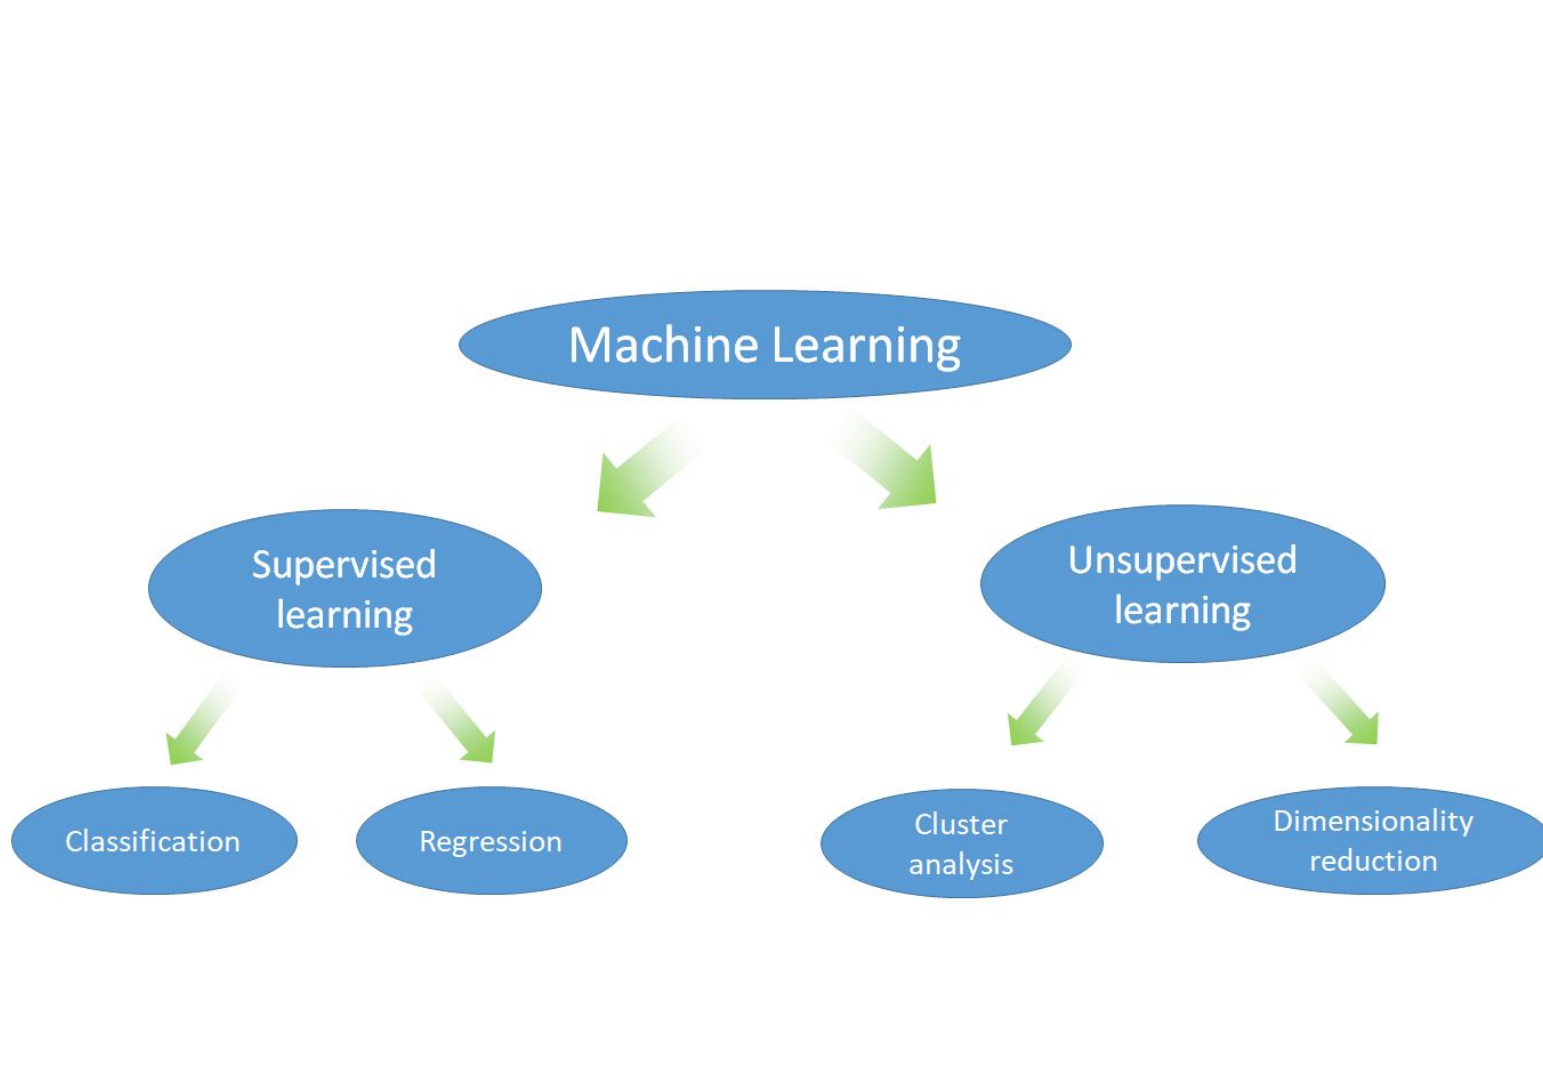 Machine Learning
Supervised
learning
Unsupervised
learning
Classification
Regression
Cluster
analysis
Dimensionality
reduction